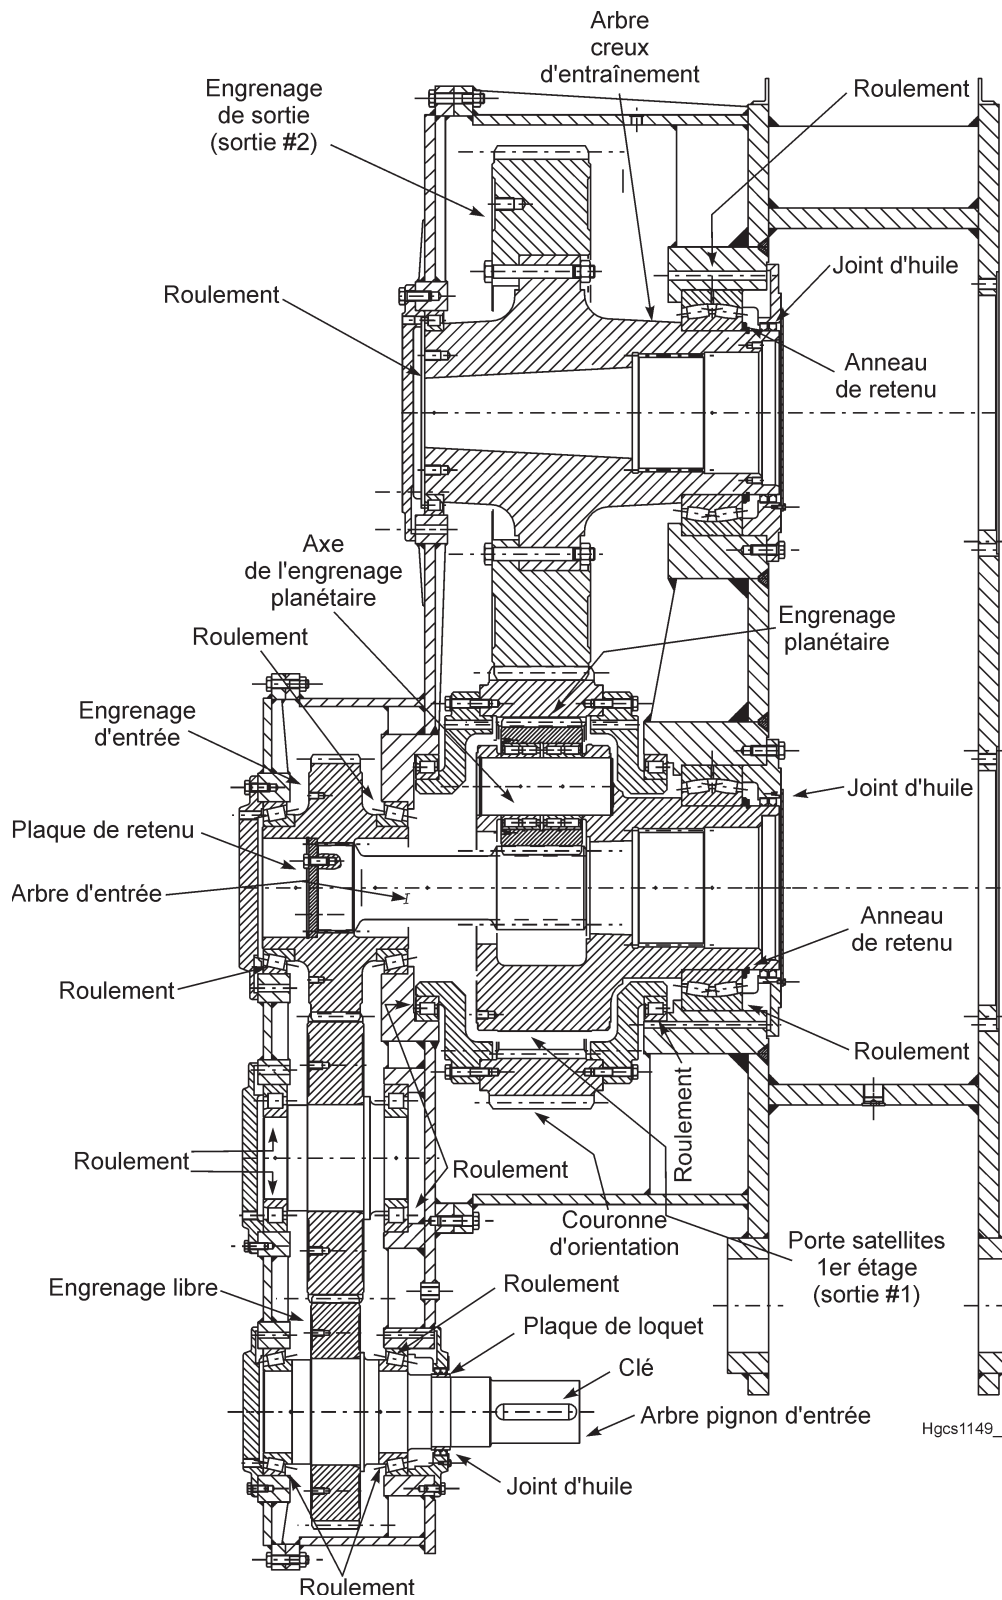 Arbre
creux
d'entraînement
Engrenage
de sortie
(sortie #2)
Roulement
Joint d'huile
Roulement
Anneau
de retenu
Axe
de l'engrenage
planétaire
Engrenage
planétaire
Roulement
Engrenage
d'entrée
Joint d'huile
Plaque de retenu
Arbre d'entrée
Anneau
de retenu
Roulement
Roulement
Roulement
Roulement
Roulement
Couronne
d'orientation
Porte satellites
1er étage
(sortie #1)
Engrenage libre
Roulement
Plaque de loquet
Clé
Arbre pignon d'entrée
Hgcs1149_
Joint d'huile
Roulement